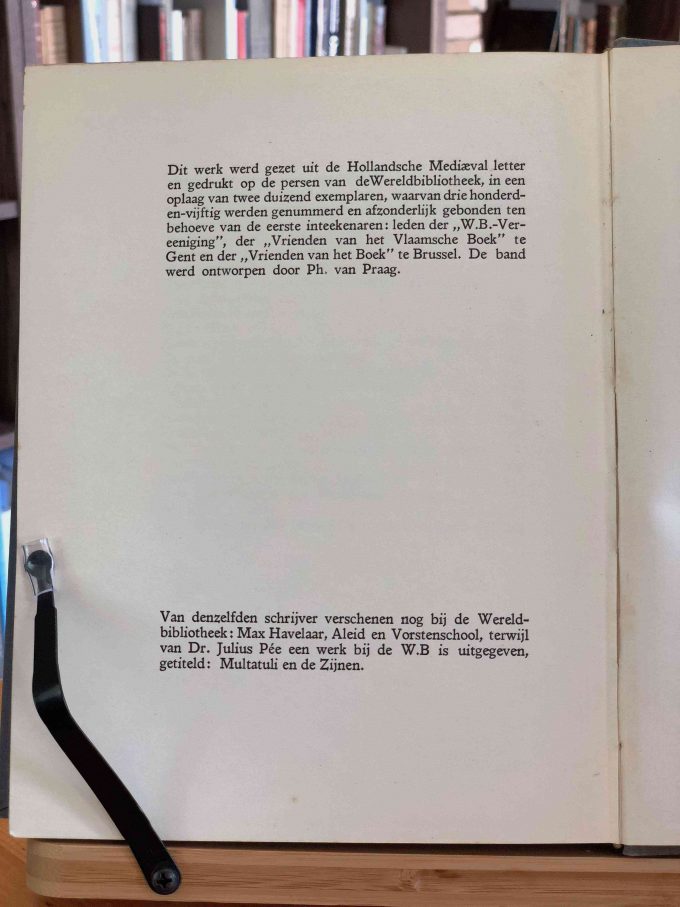 Dit werk werd gezet uit de Hollandsche Mediæval letter
en gedrukt op de persen van deWereldbibliotheek, in een
oplaag van twee duizend exemplaren, waarvan drie honderd-
en-vijftig werden genummerd en afzonderlijk gebonden ten
behoeve van de eerste inteekenaren: leden der ,,W.B.-Ver-
eeniging", der ,,Vrienden van het Vlaamsche Boek" te
Gent en der ,,Vrienden van het Boek" te Brussel. De band
werd ontworpen door Ph. van Praag.
Van denzelfden schrijver verschenen nog bij de Wereld-
bibliotheek: Max Havelaar, Aleid en Vorstenschool, terwijl
van Dr. Julius Pée een werk bij de W.B is uitgegeven,
getiteld: Multatuli en de Zijnen.